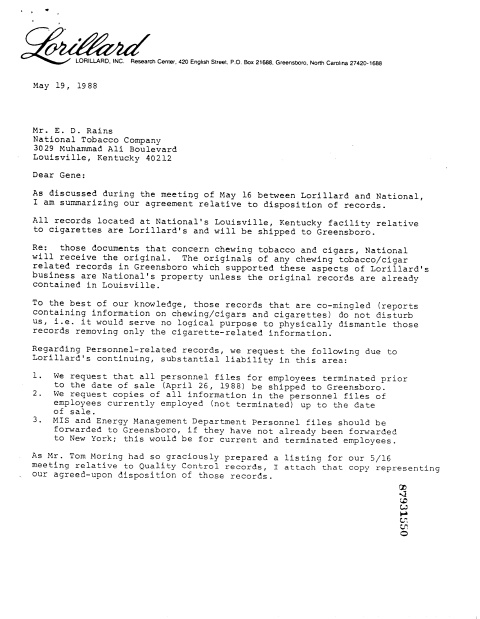 Lorillard
LORILLARD, INC. Research Center, 420 English Street, P.O. Box 21688, Greensboro, North Carolina 27420-1688
May 19, 1988
Mr. E. D. Rains
National Tobacco Company
3029 Muhammad Ali Boulevard
Louisville, Kentucky 40212
Dear Gene:
As discussed during the meeting of May 16 between Lorillard and National,
I am summarizing our agreement relative to disposition of records.
All records located at National's Louisville, Kentucky facility relative
to cigarettes are Lorillard's and will be shipped to Greensboro.
Re: those documents that concern chewing tobacco and cigars, National
will receive the original. The originals of any chewing tobacco/cigar
related records in Greensboro which supported these aspects of Lorillard's
business are National's property unless the original records are already
contained in Louisville.
To the best of our knowledge, those records that are co-mingled (reports
containing information on chewing/cigars and cigarettes) do not disturb
us, i.e. it would serve no logical purpose to physically dismantle those
records removing only the cigarette-related information.
Regarding Personnel-related records, we request the following due to
Lorillard's continuing, substantial liability in this area:
1. We request that all personnel files for employees terminated prior
to the date of sale (April 26, 1988) be shipped to Greensboro.
2. We request copies of all information in the personnel files of
employees currently employed (not terminated) up to the date
of sale.
3. MIS and Energy Management Department Personnel files should be
forwarded to Greensboro, if they have not already been forwarded
to New York; this would be for current and terminated employees.
As Mr. Tom Moring had so graciously prepared a listing for our 5/16
meeting relative to Quality Control records, I attach that copy representing
our agreed-upon disposition of those records.
87931550